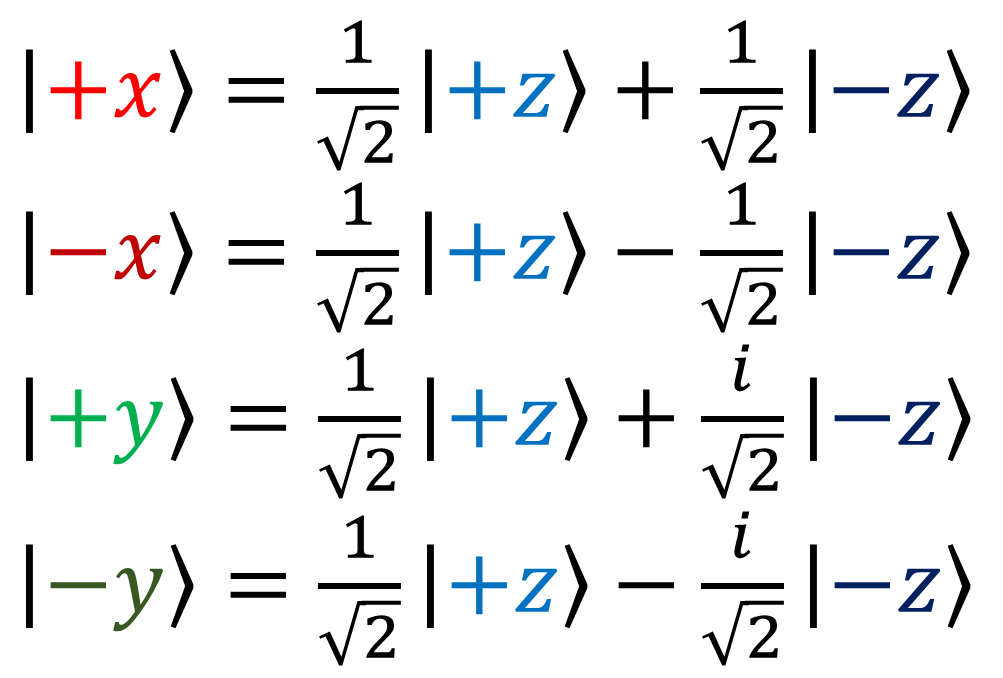 |+x⟩ = 1/√2 |+z⟩ + 1/√2 |−z⟩
|−x⟩ = 1/√2 |+z⟩ − 1/√2 |−z⟩
|+y⟩ = 1/√2 |+z⟩ + i/√2 |−z⟩
|−y⟩ = 1/√2 |+z⟩ − i/√2 |−z⟩